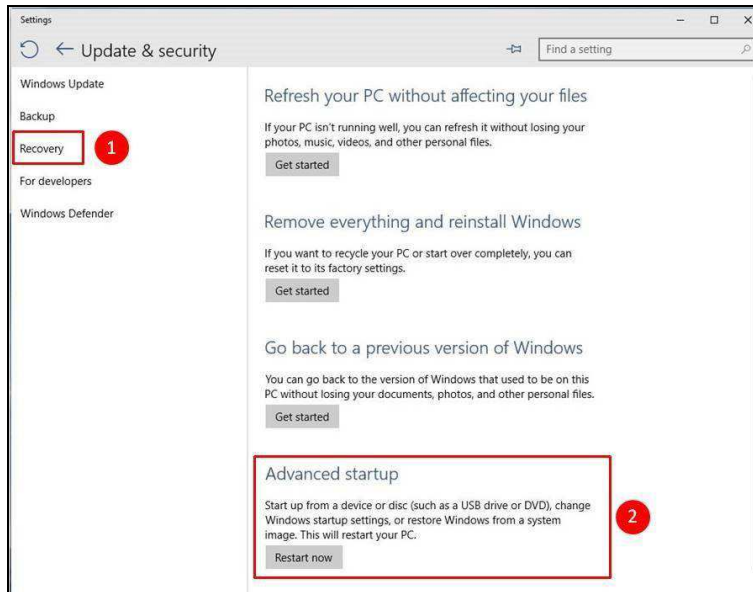 Settings
Update & security
Find a setting
Windows Update
Backup
Recovery
1
For developers
Windows Defender
Refresh your PC without affecting your files
If your PC isn't running well, you can refresh it without losing your
photos, music, videos, and other personal files.
Get started
Remove everything and reinstall Windows
If you want to recycle your PC or start over completely, you can
reset it to its factory settings.
Get started
Go back to a previous version of Windows
You can go back to the version of Windows that used to be on this
PC without losing your documents, photos, and other personal files.
Get started
Advanced startup
Start up from a device or disc (such as a USB drive or DVD), change
Windows startup settings, or restore Windows from a system
image. This will restart your PC.
2
Restart now